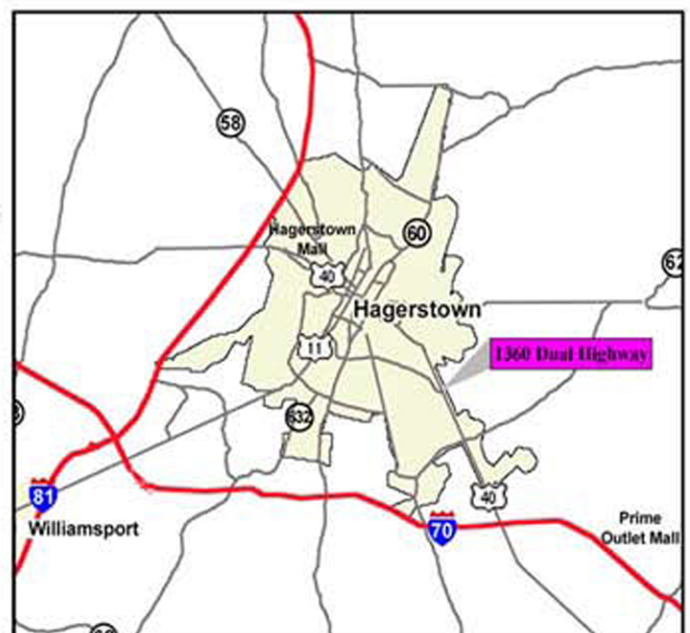 58
60
Hagerstown
Mall
40
62
Hagerstown
11
1360 Dual Highway
632
81
40
Williamsport
70
Prime
Outlet Mall